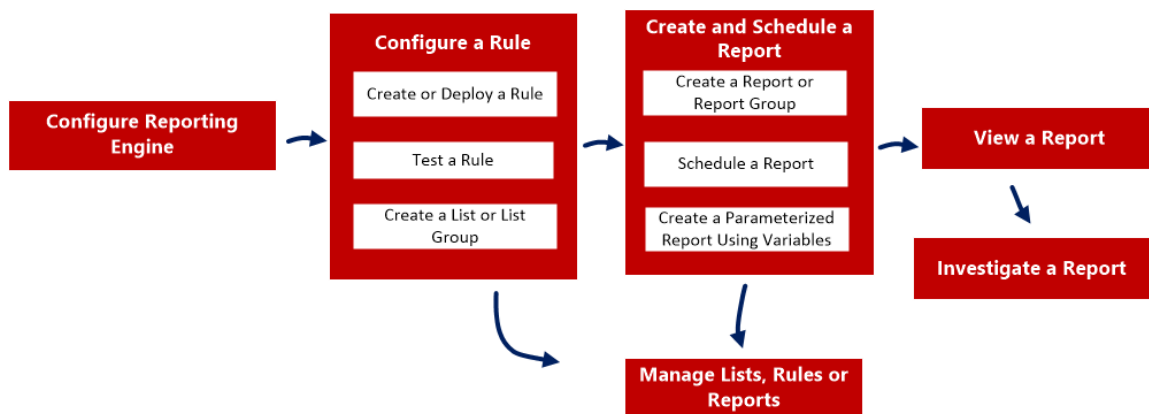 Configure Reporting
Engine
Configure a Rule
Create or Deploy a Rule
Test a Rule
Create a List or List
Group
Create and Schedule a
Report
Create a Report or
Report Group
Schedule a Report
Create a Parameterized
Report Using Variables
View a Report
Investigate a Report
Manage Lists, Rules or
Reports